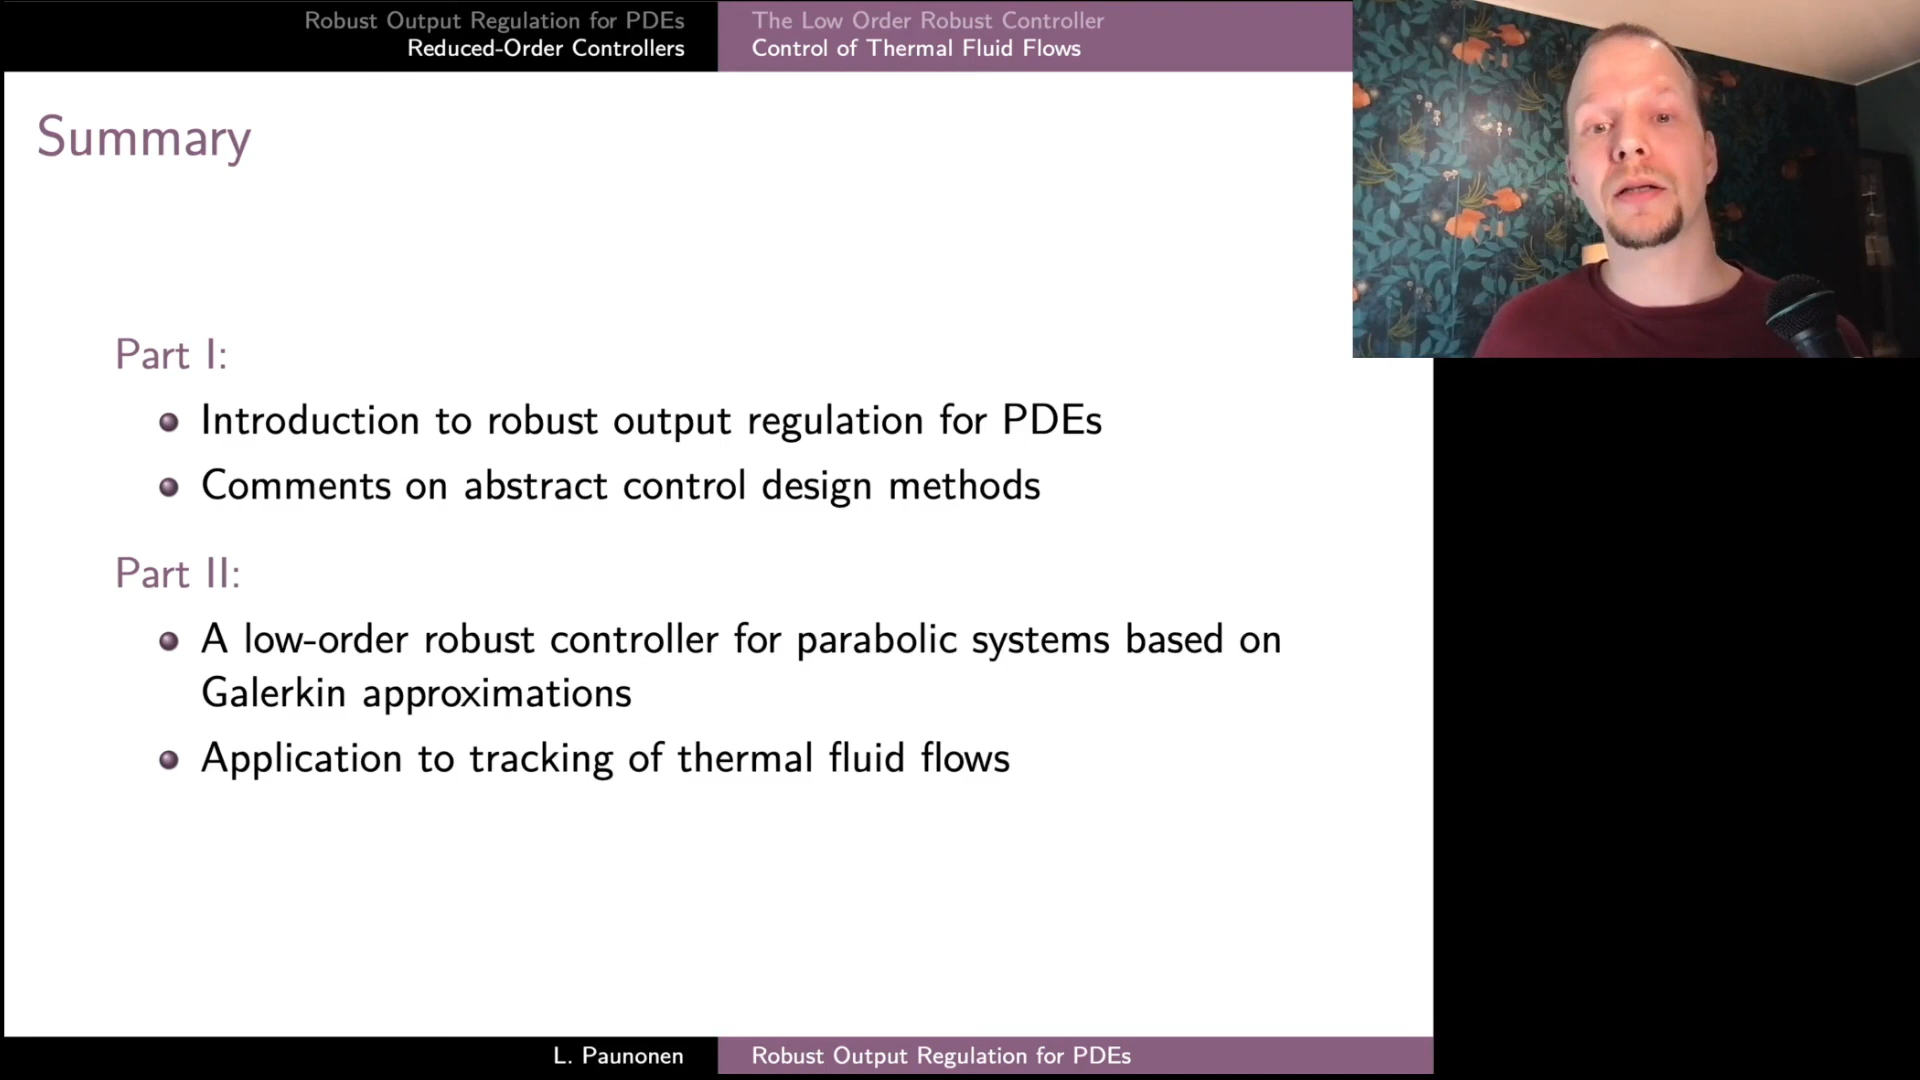 Robust Output Regulation for PDEs
Reduced-Order Controllers
The Low Order Robust Controller
Control of Thermal Fluid Flows
Summary
Part I:
Introduction to robust output regulation for PDEs
Comments on abstract control design methods
Part II:
A low-order robust controller for parabolic systems based on
Galerkin approximations
Application to tracking of thermal fluid flows
L. Paunonen
Robust Output Regulation for PDEs